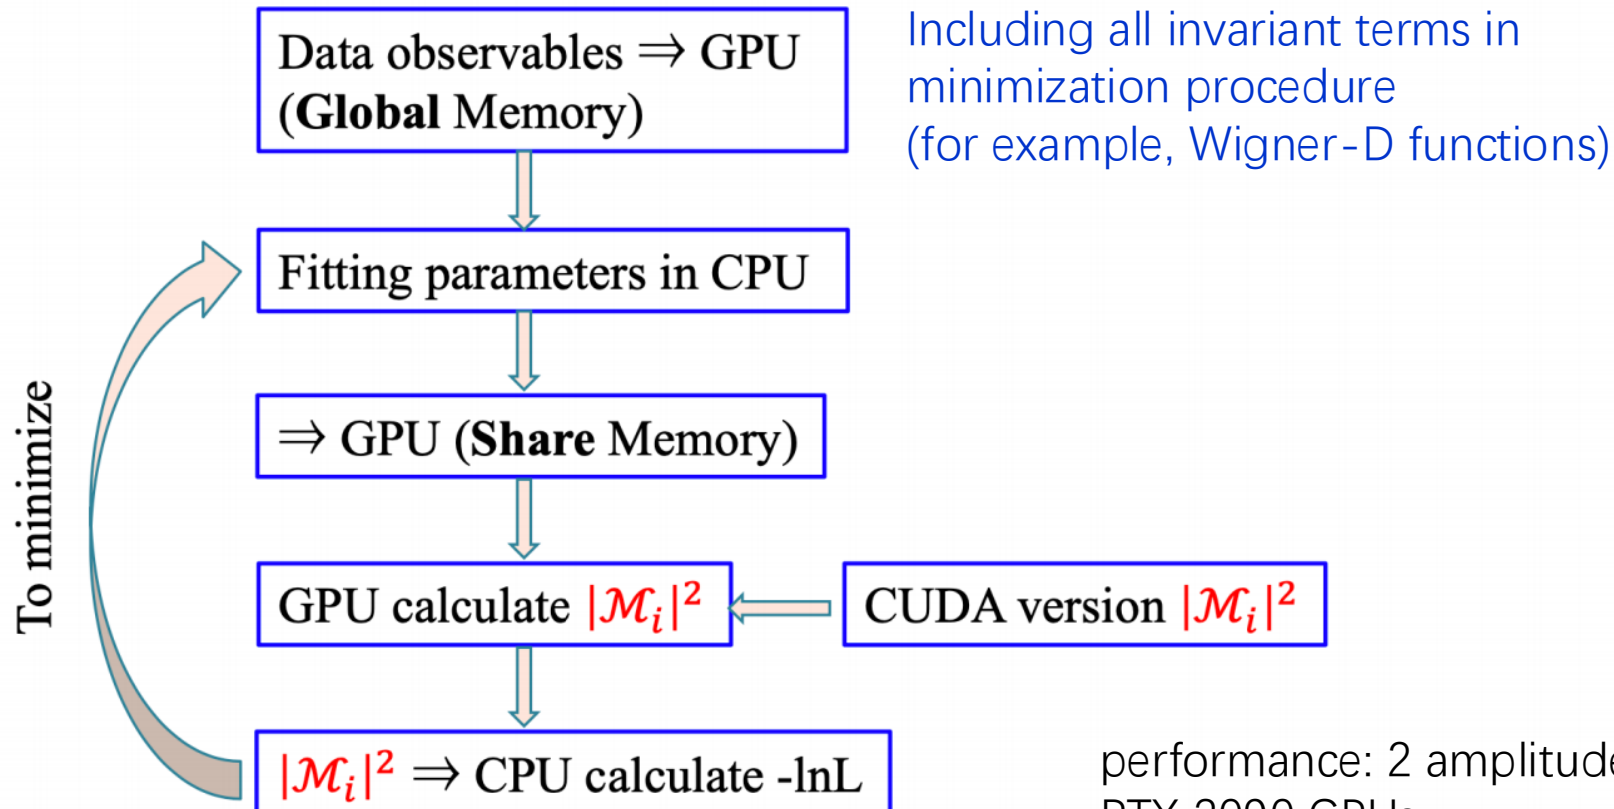 Data observables ⇒ GPU
(Global Memory)
Including all invariant terms in
minimization procedure
(for example, Wigner-D functions)
Fitting parameters in CPU
⇒ GPU (Share Memory)
To minimize
GPU calculate |ℳᵢ|²
CUDA version |ℳᵢ|²
|ℳᵢ|² ⇒ CPU calculate -lnL
performance: 2 amplitude